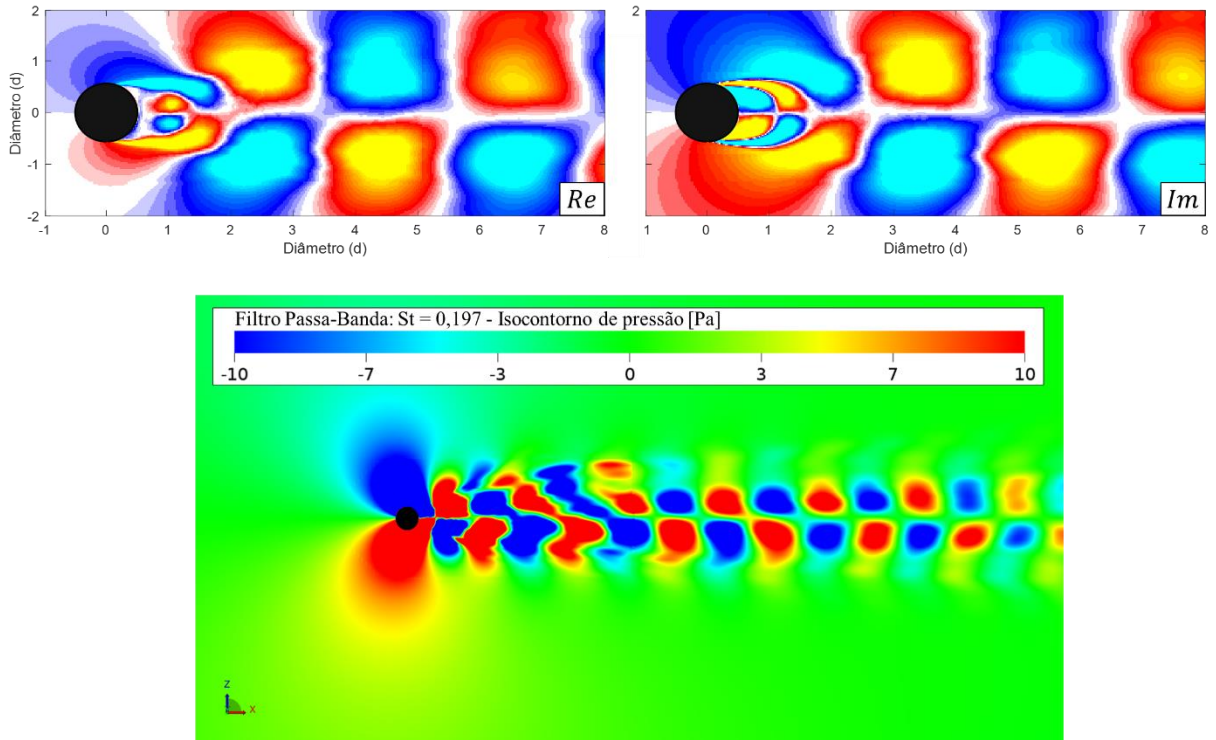 2
1
0
-1
-2
Diâmetro (d)
-1 0 1 2 3 4 5 6 7 8
Diâmetro (d)
Re
2
1
0
-1
-2
1 0 1 2 3 4 5 6 7 8
Diâmetro (d)
Im
Filtro Passa-Banda: St = 0,197 - Isocontorno de pressão [Pa]
-10 -7 -3 0 3 7 10
z
x